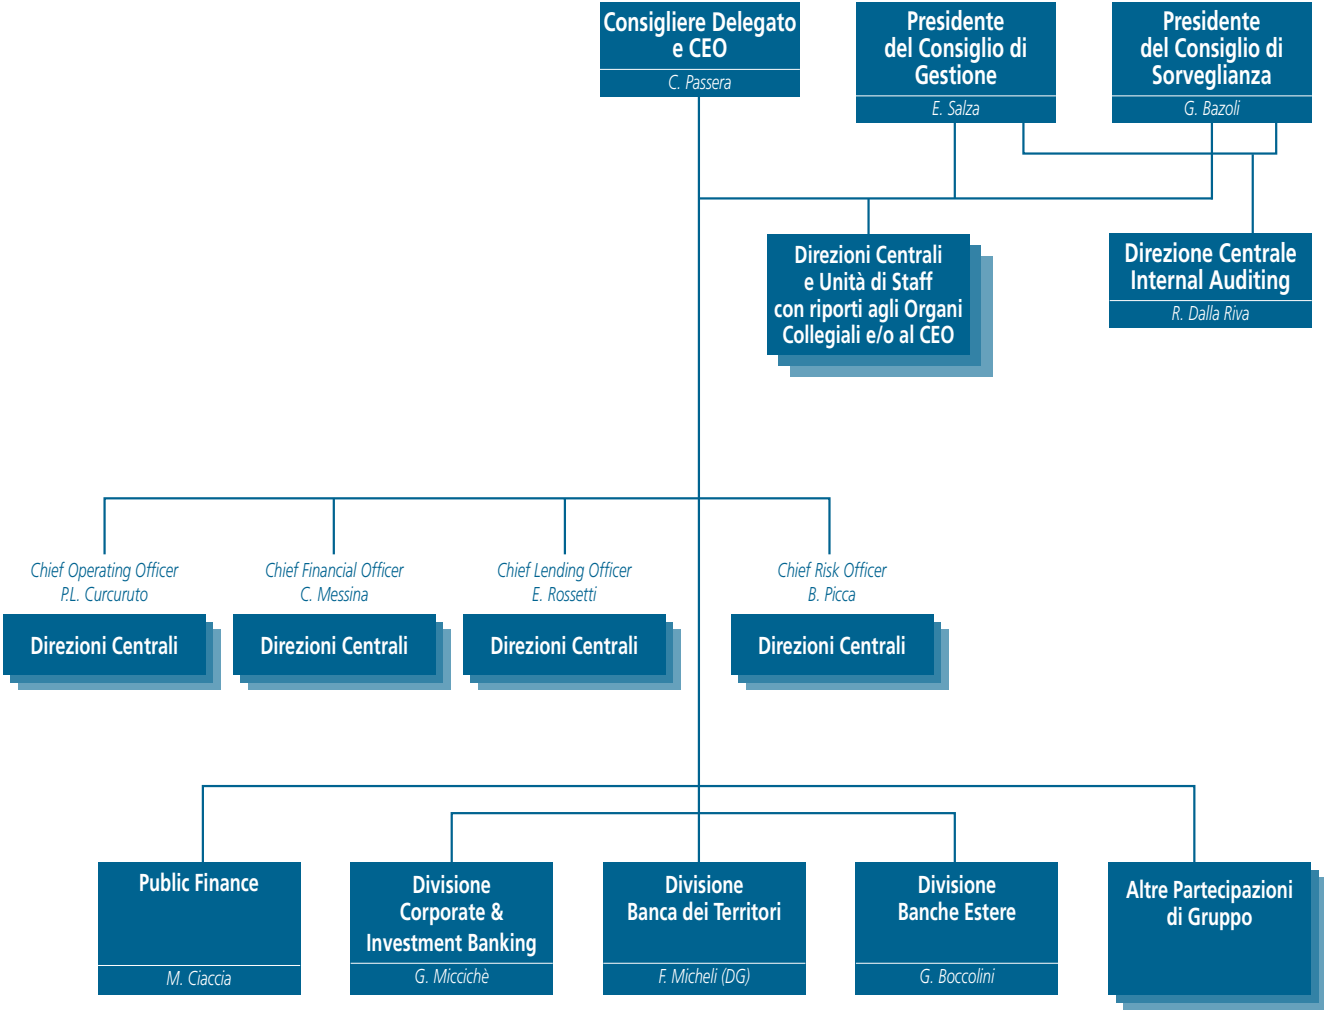 Consigliere Delegato
e CEO
C. Passera
Presidente
del Consiglio di
Gestione
E. Salza
Presidente
del Consiglio di
Sorveglianza
G. Bazoli
Direzioni Centrali
e Unità di Staff
con riporti agli Organi
Collegiali e/o al CEO
Direzione Centrale
Internal Auditing
R. Dalla Riva
Chief Operating Officer
P.L. Curcuruto
Direzioni Centrali
Chief Financial Officer
C. Messina
Direzioni Centrali
Chief Lending Officer
E. Rossetti
Direzioni Centrali
Chief Risk Officer
B. Picca
Direzioni Centrali
Public Finance
M. Ciaccia
Divisione
Corporate &
Investment Banking
G. Miccichè
Divisione
Banca dei Territori
F. Micheli (DG)
Divisione
Banche Estere
G. Boccolini
Altre Partecipazioni
di Gruppo